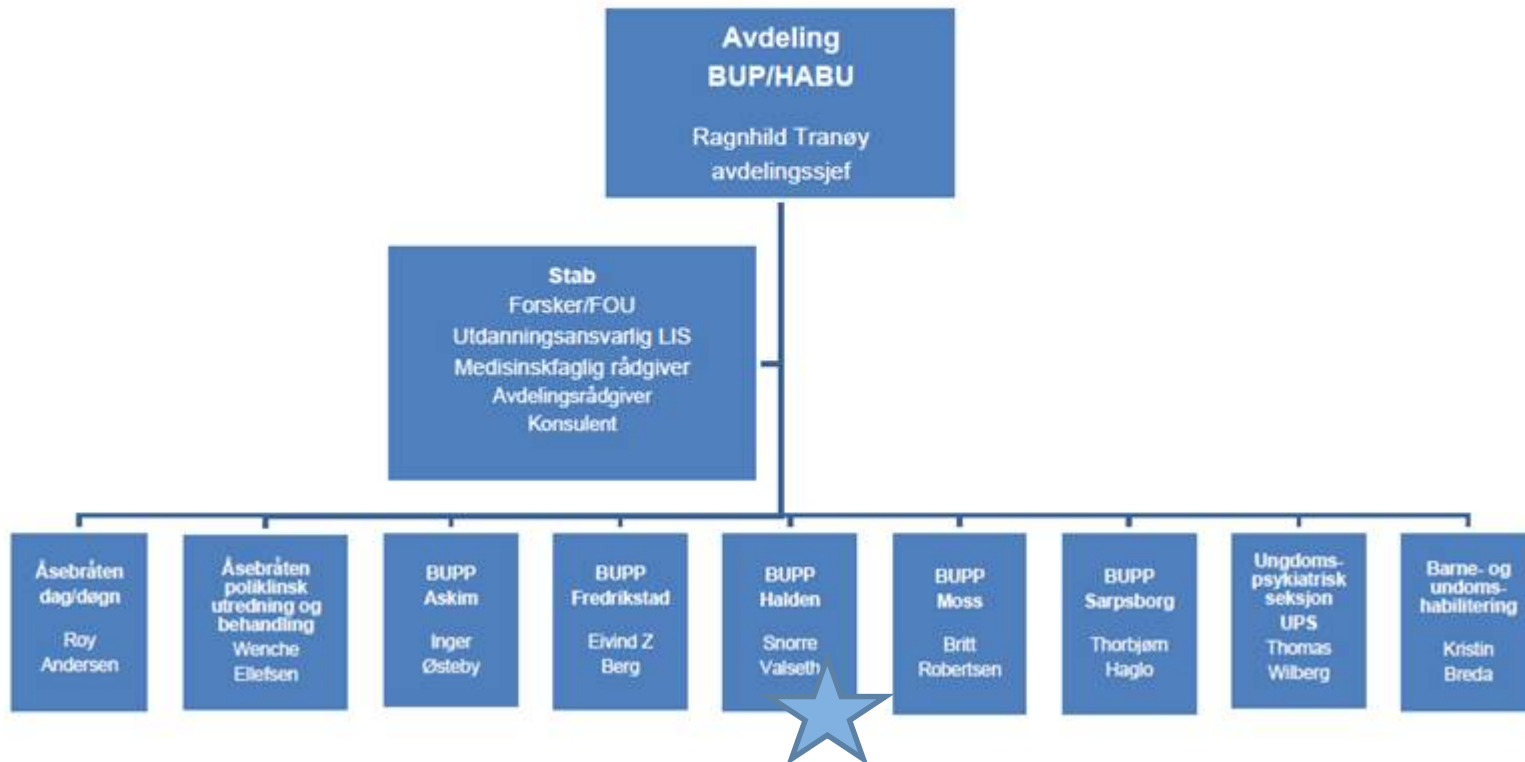 Avdeling
BUP/HABU
Ragnhild Tranøy
avdelingssjef
Stab
Forsker/FOU
Utdanningsansvarlig LIS
Medisinskfaglig rådgiver
Avdelingsrådgiver
Konsulent
Åsebråten
dag/døgn
Roy
Andersen
Åsebråten
poliklinsk
utredning og
behandling
Wenche
Ellefsen
BUPP
Askim
Inger
Østeby
BUPP
Fredrikstad
Eivind Z
Berg
BUPP
Halden
Snorre
Valseth
BUPP
Moss
Britt
Robertsen
BUPP
Sarpsborg
Thorbjørn
Haglo
Ungdoms-
psykiatrisk
seksjon
UPS
Thomas
Wilberg
Barne- og
undoms-
habilitering
Kristin
Breda